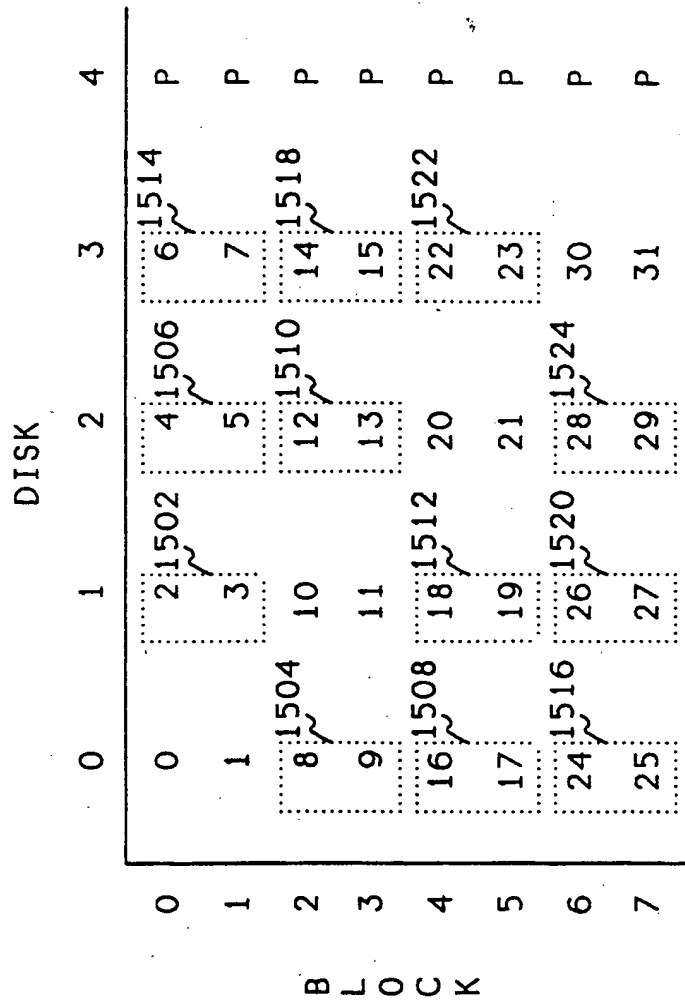 DISK
0 1 2 3 4
1514
0 0 2 1502 4 1506 6 P
1 1 3 5 7 P
1504 1510 1518
2 8 10 12 14 P
3 9 11 13 15 P
1508 1512 1522
4 16 18 20 22 P
5 17 19 21 23 P
1516 1520 1524
6 24 26 28 30 P
7 25 27 29 31 P
BLOCK